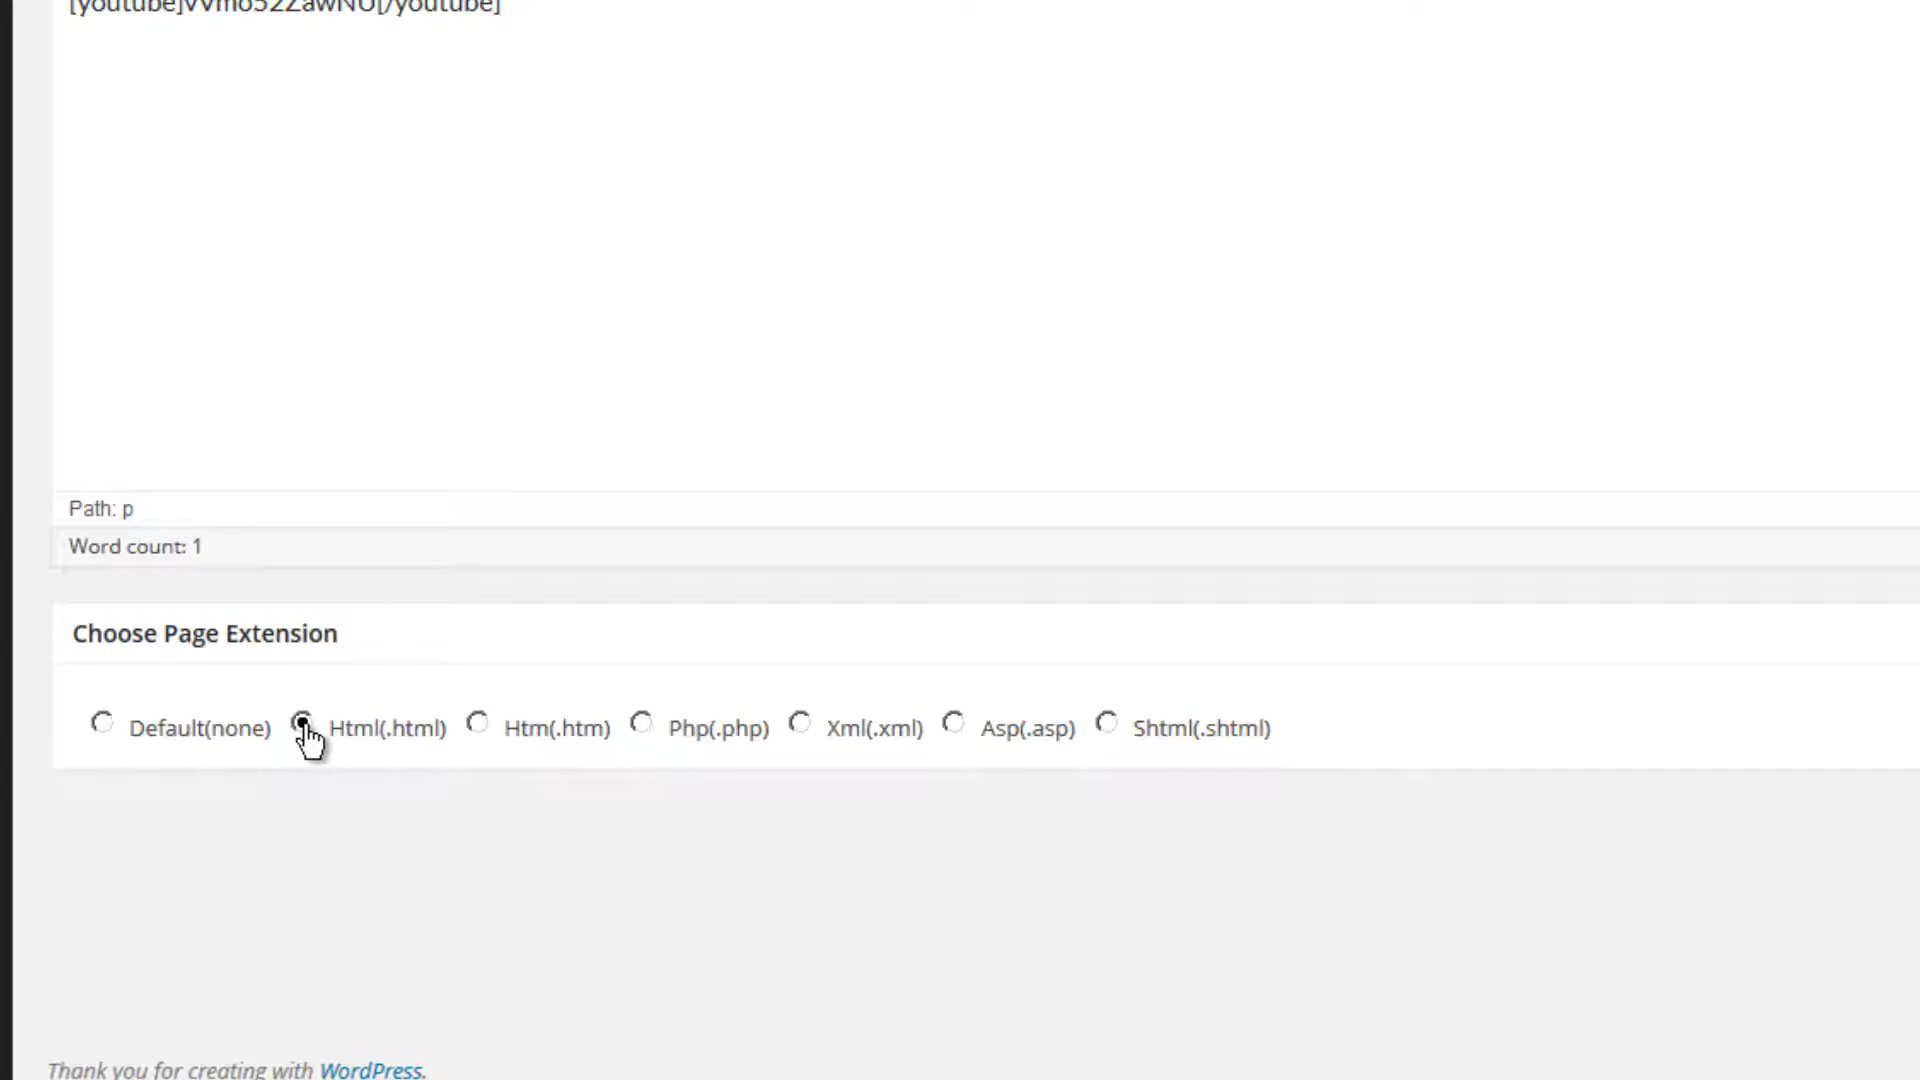 Path: p
Word count: 1
Choose Page Extension
Default(none) Html(.html) Htm(.htm) Php(.php) Xml(.xml) Asp(.asp) Shtml(.shtml)
Thank you for creating with WordPress.